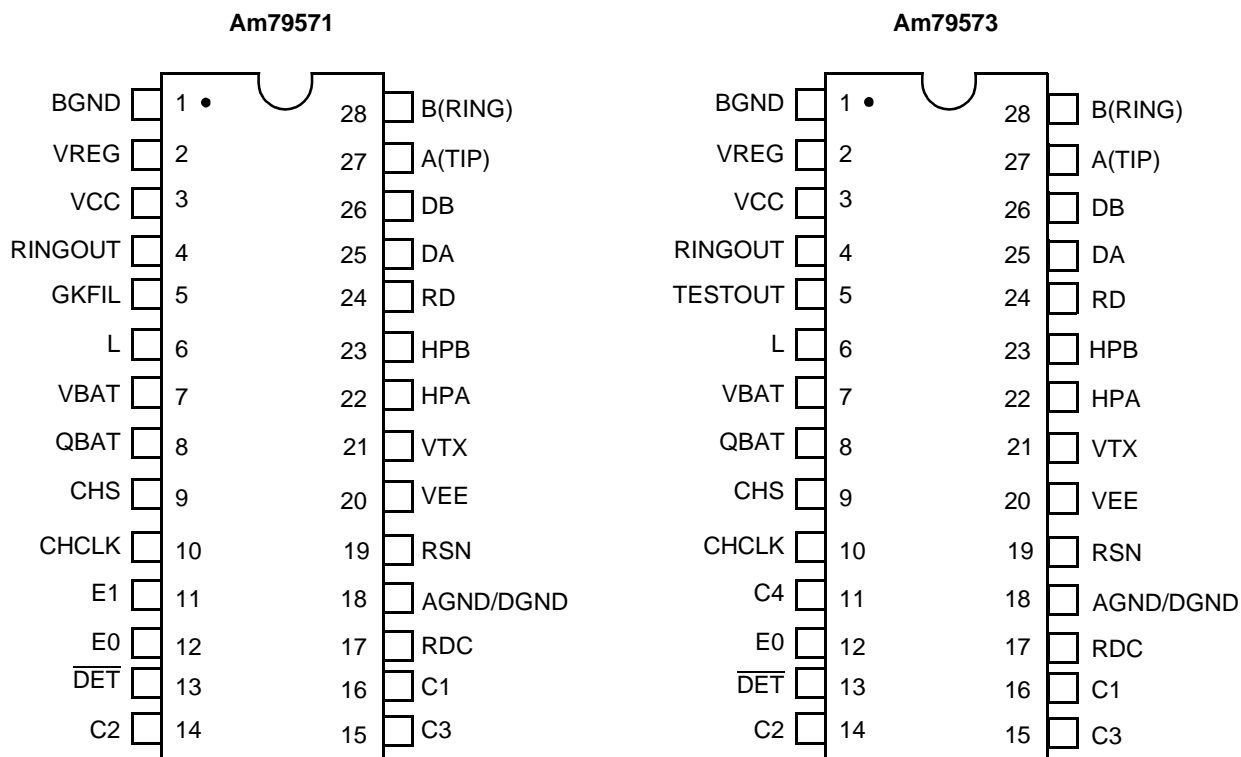 Am79571
BGND 1 28 B(RING)
VREG 2 27 A(TIP)
VCC 3 26 DB
RINGOUT 4 25 DA
GKFIL 5 24 RD
L 6 23 HPB
VBAT 7 22 HPA
QBAT 8 21 VTX
CHS 9 20 VEE
CHCLK 10 19 RSN
E1 11 18 AGND/DGND
E0 12 17 RDC
DET 13 16 C1
C2 14 15 C3
Am79573
BGND 1 28 B(RING)
VREG 2 27 A(TIP)
VCC 3 26 DB
RINGOUT 4 25 DA
TESTOUT 5 24 RD
L 6 23 HPB
VBAT 7 22 HPA
QBAT 8 21 VTX
CHS 9 20 VEE
CHCLK 10 19 RSN
C4 11 18 AGND/DGND
E0 12 17 RDC
DET 13 16 C1
C2 14 15 C3